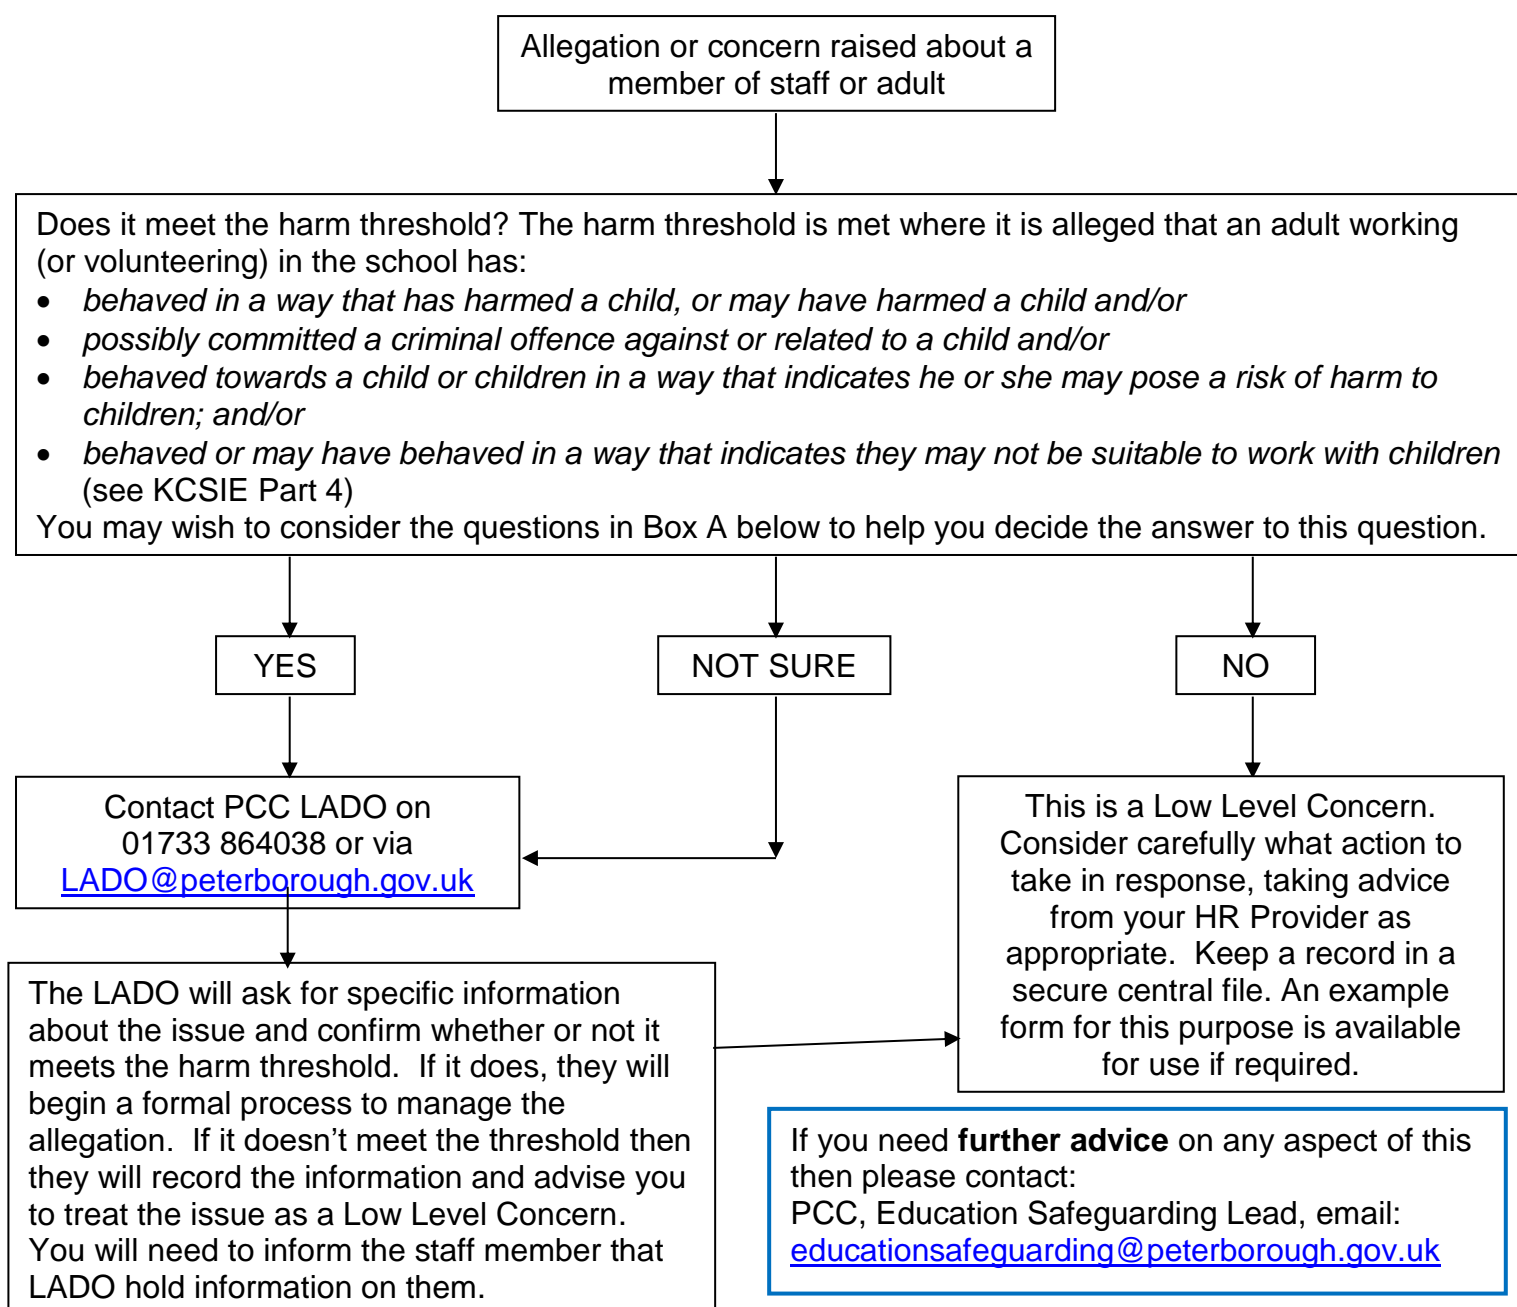 Allegation or concern raised about a
member of staff or adult
Does it meet the harm threshold? The harm threshold is met where it is alleged that an adult working
(or volunteering) in the school has:
• behaved in a way that has harmed a child, or may have harmed a child and/or
• possibly committed a criminal offence against or related to a child and/or
• behaved towards a child or children in a way that indicates he or she may pose a risk of harm to
children; and/or
• behaved or may have behaved in a way that indicates they may not be suitable to work with children
(see KCSIE Part 4)
You may wish to consider the questions in Box A below to help you decide the answer to this question.
YES
NOT SURE
NO
Contact PCC LADO on
01733 864038 or via
LADO@peterborough.gov.uk
This is a Low Level Concern.
Consider carefully what action to
take in response, taking advice
from your HR Provider as
appropriate.  Keep a record in a
secure central file. An example
form for this purpose is available
for use if required.
The LADO will ask for specific information
about the issue and confirm whether or not it
meets the harm threshold.  If it does, they will
begin a formal process to manage the
allegation.  If it doesn’t meet the threshold then
they will record the information and advise you
to treat the issue as a Low Level Concern.
You will need to inform the staff member that
LADO hold information on them.
If you need further advice on any aspect of this
then please contact:
PCC, Education Safeguarding Lead, email:
educationsafeguarding@peterborough.gov.uk